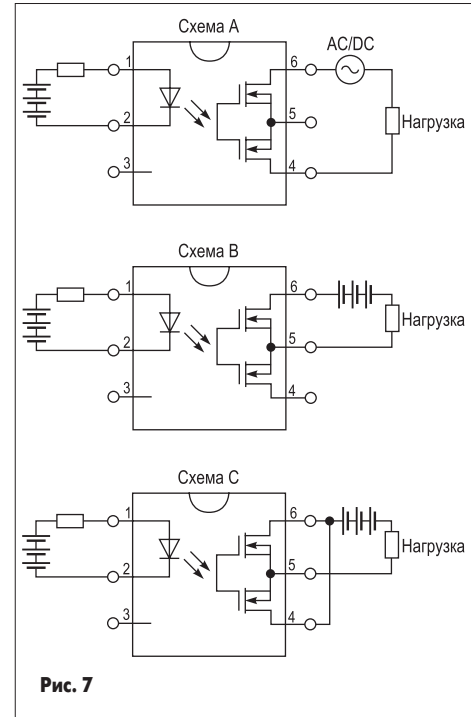 Схема A
AC/DC
1
6
2
5
3
4
Нагрузка
Схема B
1
6
2
5
3
4
Нагрузка
Схема C
1
6
2
5
3
4
Нагрузка
Рис. 7